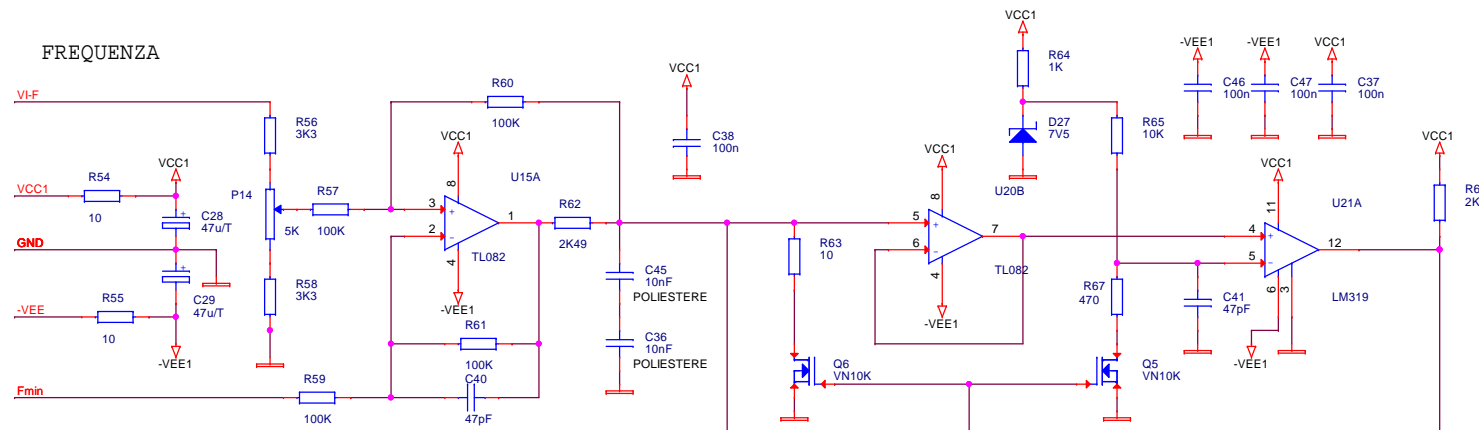 FREQUENZA
VI-F
R56
3K3
R54
VCC1
VCC1
10
C28
47u/T
GND
C29
47u/T
R55
-VEE
10
-VEE1
P14
5K
R58
3K3
R57
100K
Fmin
R59
100K
R60
100K
VCC1
8
3
+
2
-
1
4
U15A
TL082
-VEE1
R61
100K
C40
47pF
R62
2K49
C45
10nF
POLIESTERE
C36
10nF
POLIESTERE
VCC1
C38
100n
R63
10
Q6
VN10K
VCC1
8
5
+
6
-
7
4
U20B
TL082
-VEE1
VCC1
R64
1K
D27
7V5
R65
10K
R67
470
Q5
VN10K
C41
47pF
-VEE1
C46
100n
-VEE1
C47
100n
VCC1
C37
100n
VCC1
11
4
+
5
-
12
6
3
U21A
LM319
-VEE1
VCC1
R6
2K